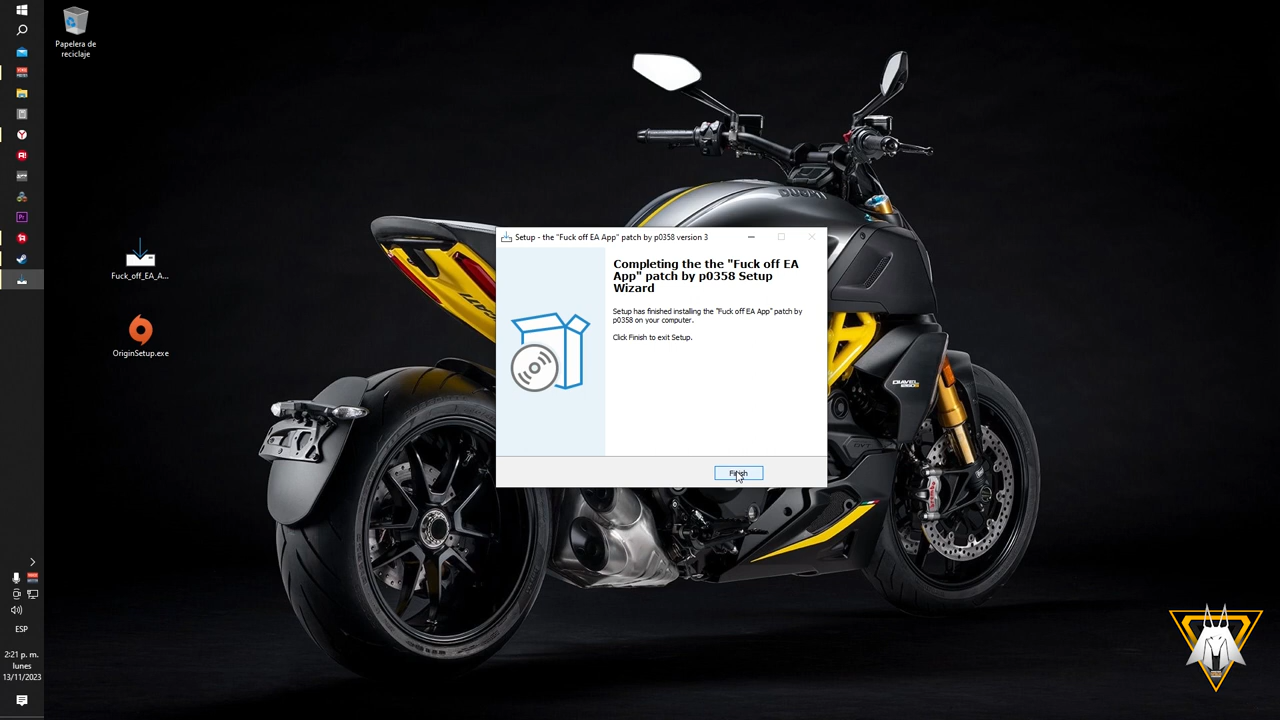 Papelera de
reciclaje
Fuck_off_EA_A...
OriginSetup.exe
Setup - the "Fuck off EA App" patch by p0358 version 3
Completing the the "Fuck off EA
App" patch by p0358 Setup
Wizard
Setup has finished installing the "Fuck off EA App" patch by
p0358 on your computer.
Click Finish to exit Setup.
Finish
ESP
2:21 p. m.
lunes
13/11/2023
DIAVEL